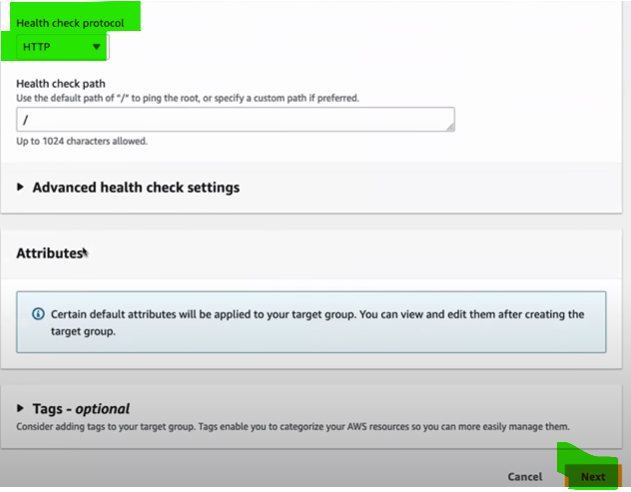 Health check protocol
HTTP
Health check path
Use the default path of "/" to ping the root, or specify a custom path if preferred.
/
Up to 1024 characters allowed.
Advanced health check settings
Attributes
Certain default attributes will be applied to your target group. You can view and edit them after creating the
target group.
Tags - optional
Consider adding tags to your target group. Tags enable you to categorize your AWS resources so you can more easily manage them.
Cancel Next